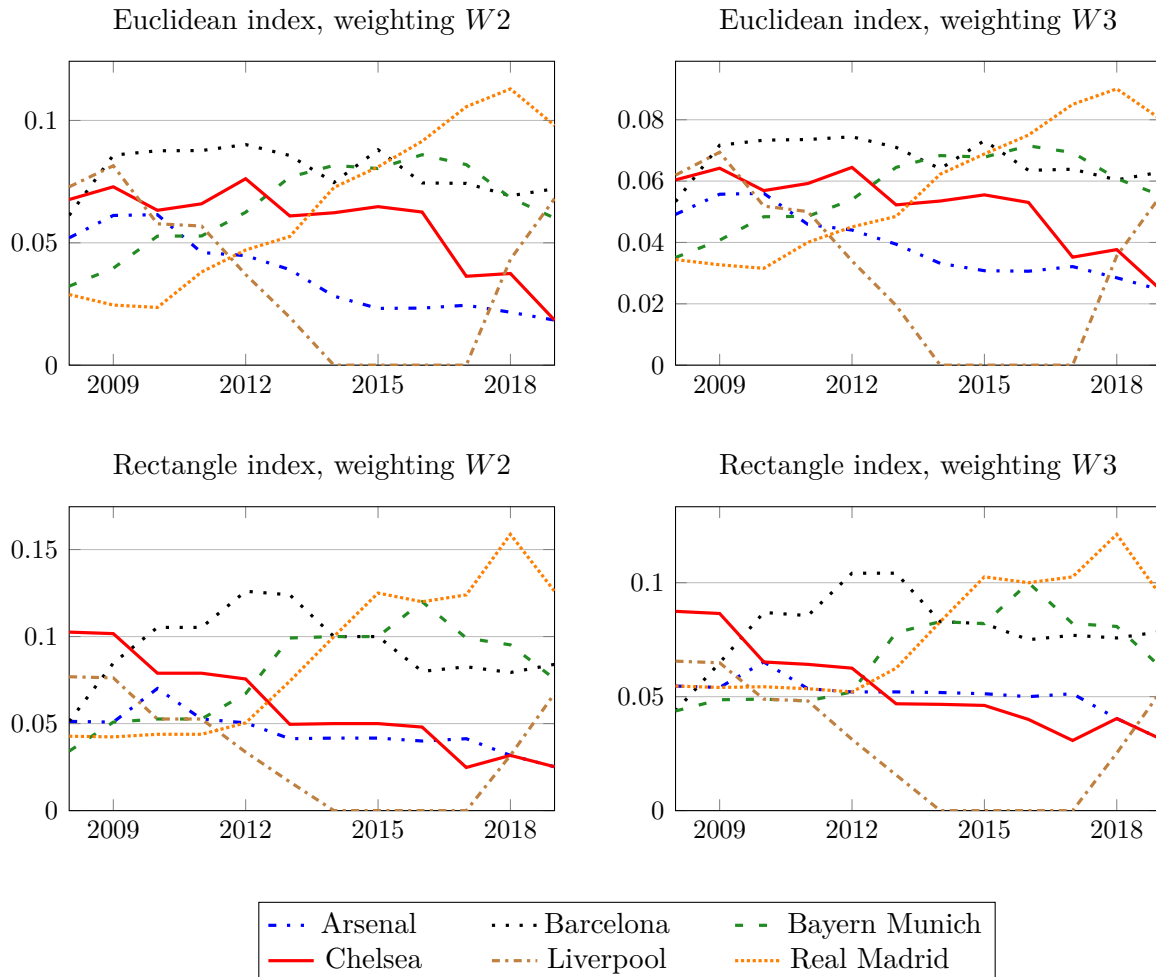 Euclidean index, weighting W2
0.1
0.05
0
2009 2012 2015 2018
Euclidean index, weighting W3
0.08
0.06
0.04
0.02
0
2009 2012 2015 2018
Rectangle index, weighting W2
0.15
0.1
0.05
0
2009 2012 2015 2018
Rectangle index, weighting W3
0.1
0.05
0
2009 2012 2015 2018
Arsenal Barcelona Bayern Munich
Chelsea Liverpool Real Madrid